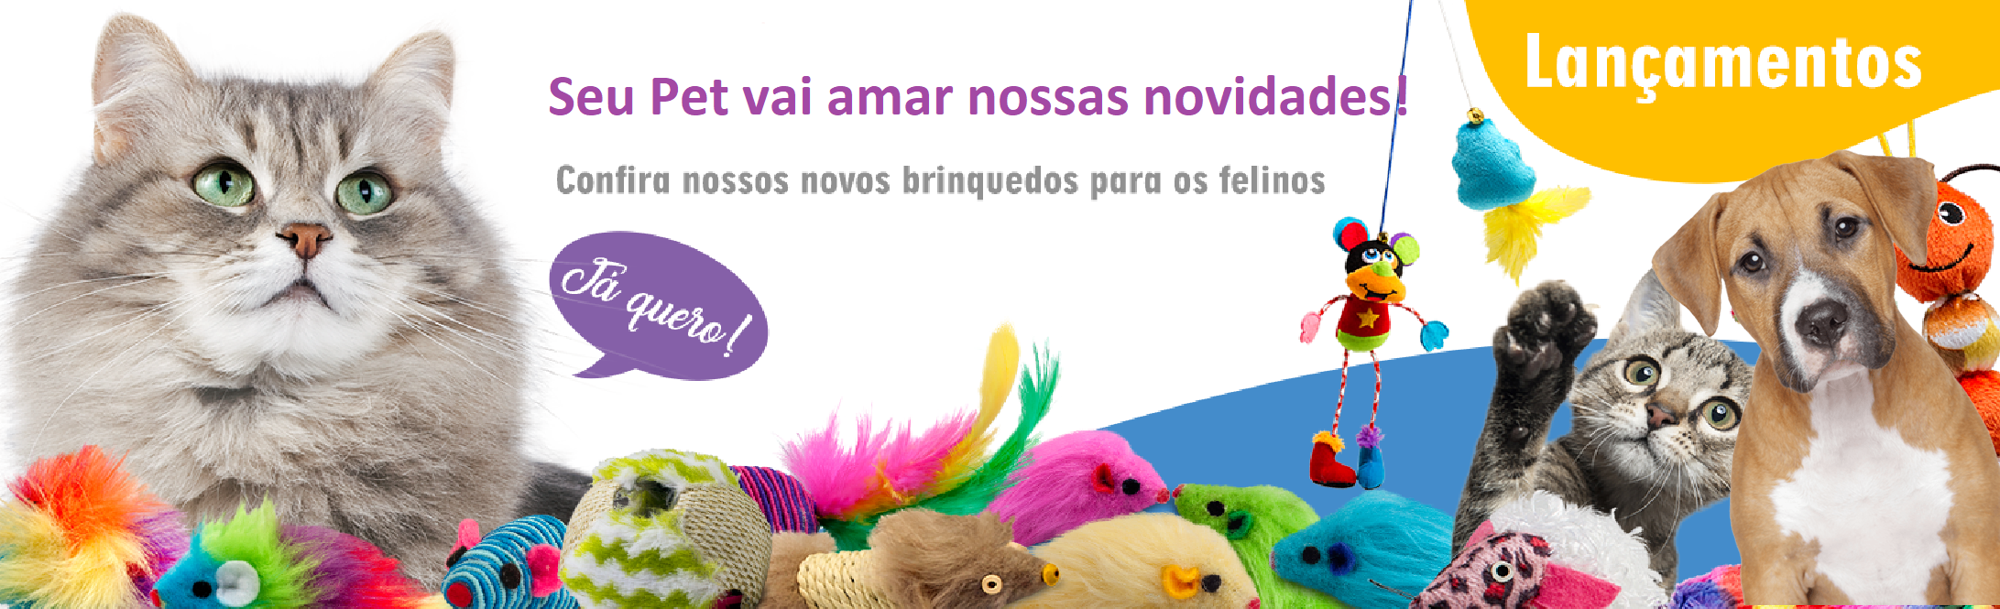 Lançamentos
Seu Pet vai amar nossas novidades!
Confira nossos novos brinquedos para os felinos
Já quero!